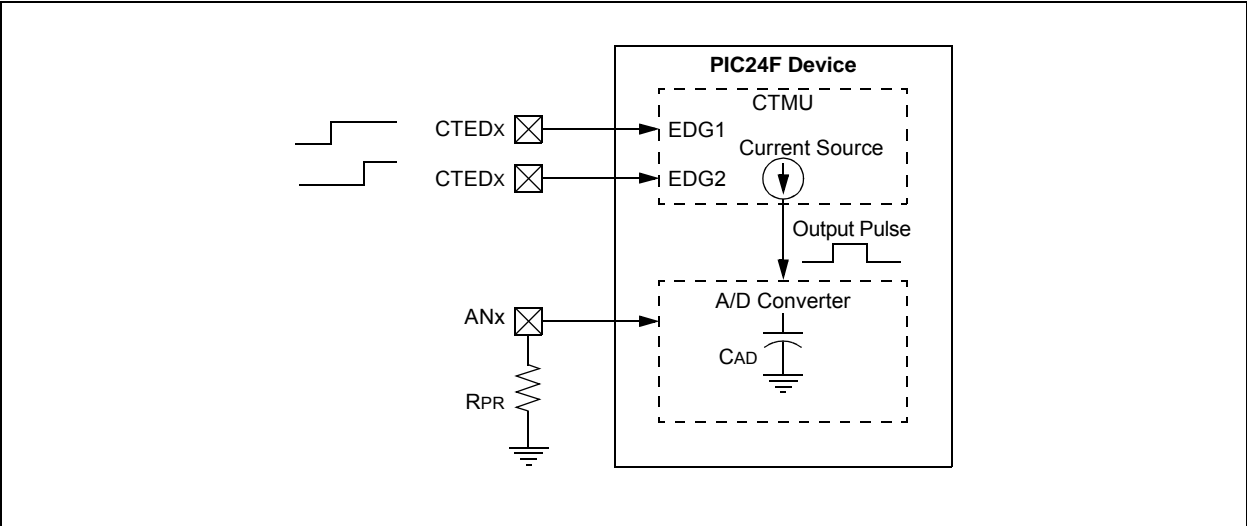 PIC24F Device
CTMU
CTEDX
EDG1
Current Source
CTEDX
EDG2
Output Pulse
A/D Converter
ANx
CAD
RPR